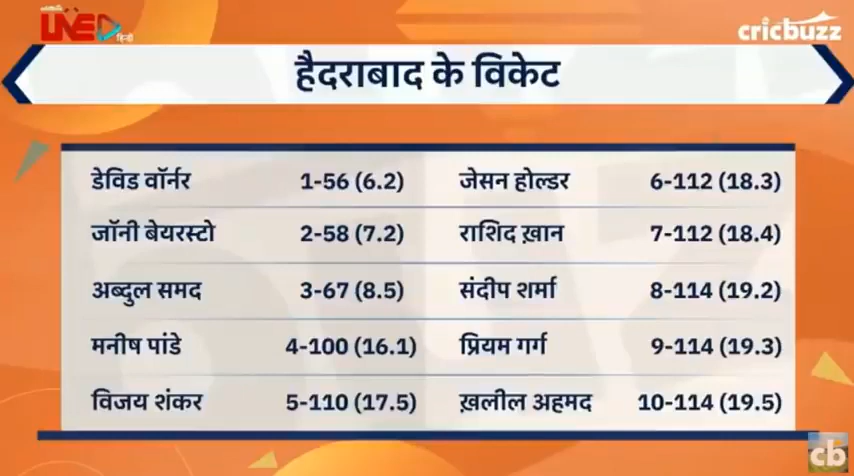 LIVE हिन्दी
cricbuzz
हैदराबाद के विकेट
डेविड वॉर्नर 1-56 (6.2) जेसन होल्डर 6-112 (18.3)
जॉनी बेयरस्टो 2-58 (7.2) राशिद ख़ान 7-112 (18.4)
अब्दुल समद 3-67 (8.5) संदीप शर्मा 8-114 (19.2)
मनीष पांडे 4-100 (16.1) प्रियम गर्ग 9-114 (19.3)
विजय शंकर 5-110 (17.5) ख़लील अहमद 10-114 (19.5)
cb